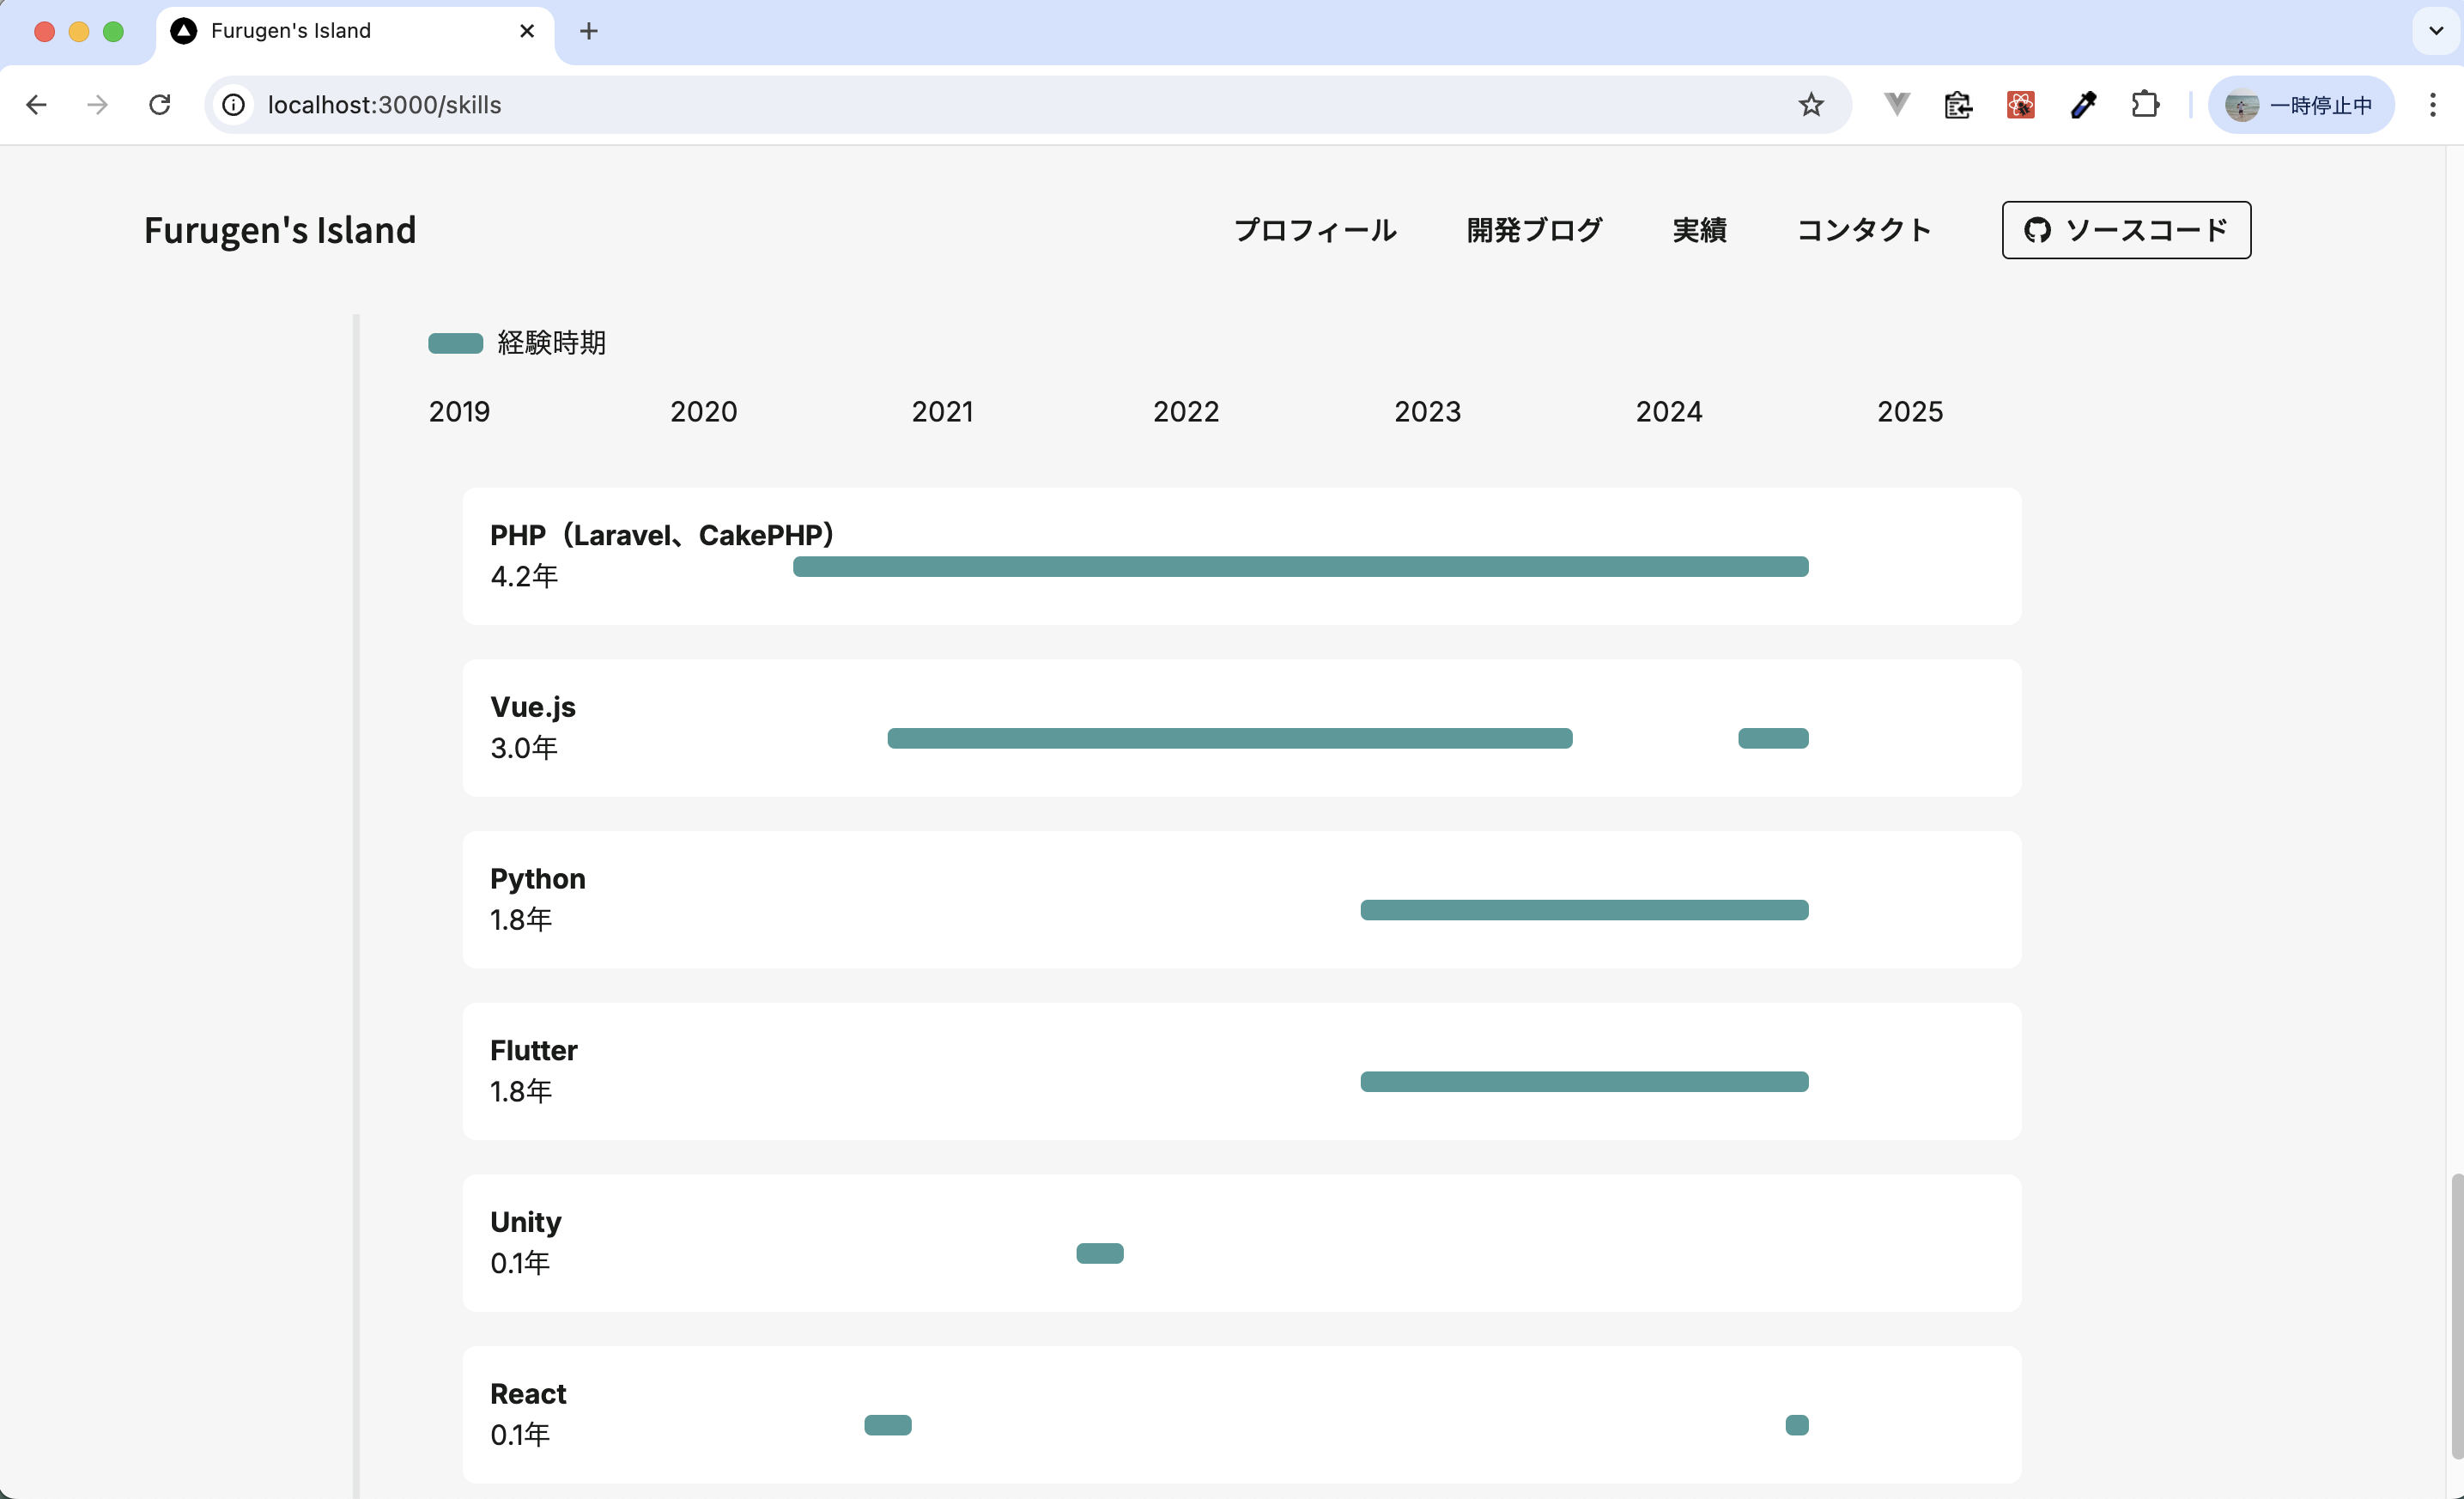 Furugen's Island
localhost:3000/skills
一時停止中
Furugen's Island
プロフィール
開発ブログ
実績
コンタクト
ソースコード
経験時期
2019 2020 2021 2022 2023 2024 2025
PHP（Laravel、CakePHP）
4.2年
Vue.js
3.0年
Python
1.8年
Flutter
1.8年
Unity
0.1年
React
0.1年